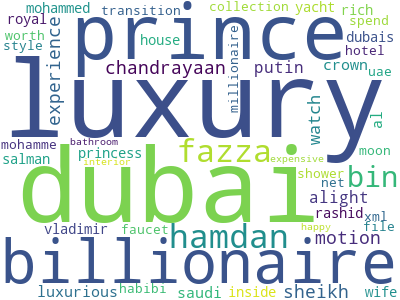 mohammed transition collection yacht rich
royal prince spend
worth house dubais
style experience millionaire hotel
chandrayaan putin crown uae
luxury
watch al
mohamme bathroom fazza moon
salman princess expensive
interior shower net bin
dubai alight
rashid xml
vladimir faucet hamdan motion file
happy
billionaire
luxurious habibi saudi inside sheikh wife